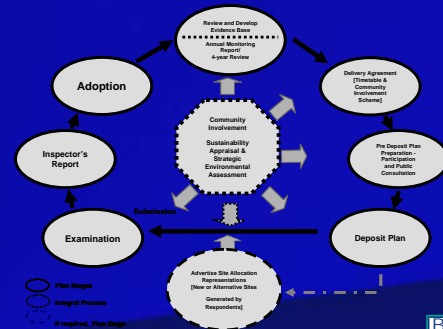 Review and Develop
Evidence Base
Annual Monitoring
Report/
4-year Review
Delivery Agreement
[Timetable &
Community
Involvement
Scheme]
Pre Deposit Plan
Preparation -
Participation
and Public
Consultation
Deposit Plan
Advertise Site Allocation
Representations
[New or Alternative Sites
Generated by
Respondents]
Submission
Examination
Inspector's
Report
Adoption
Community
Involvement
Sustainability
Appraisal &
Strategic
Environmental
Assessment
Plan Stages
Integral Process
If required, Plan Stage